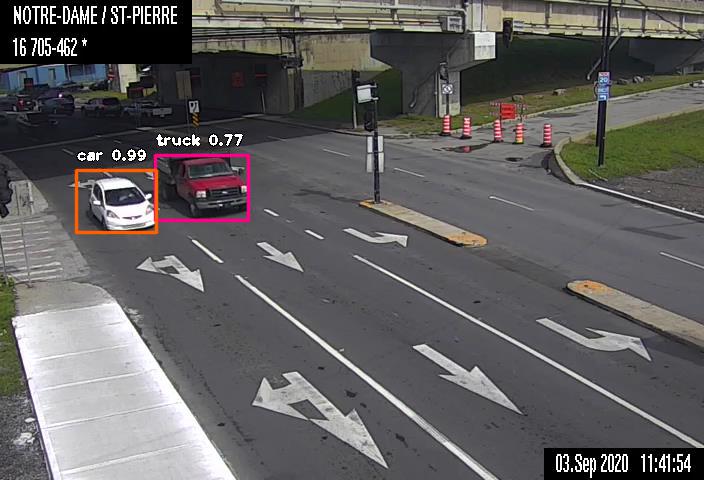 NOTRE-DAME / ST-PIERRE
16 705-462 *
car 0.99
truck 0.77
03.Sep 2020 11:41:54